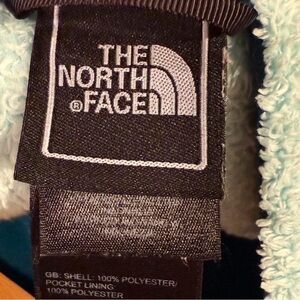 THE
NORTH
® FACE
GB: SHELL: 100% POLYESTER/
POCKET LINING
100% POLYESTER